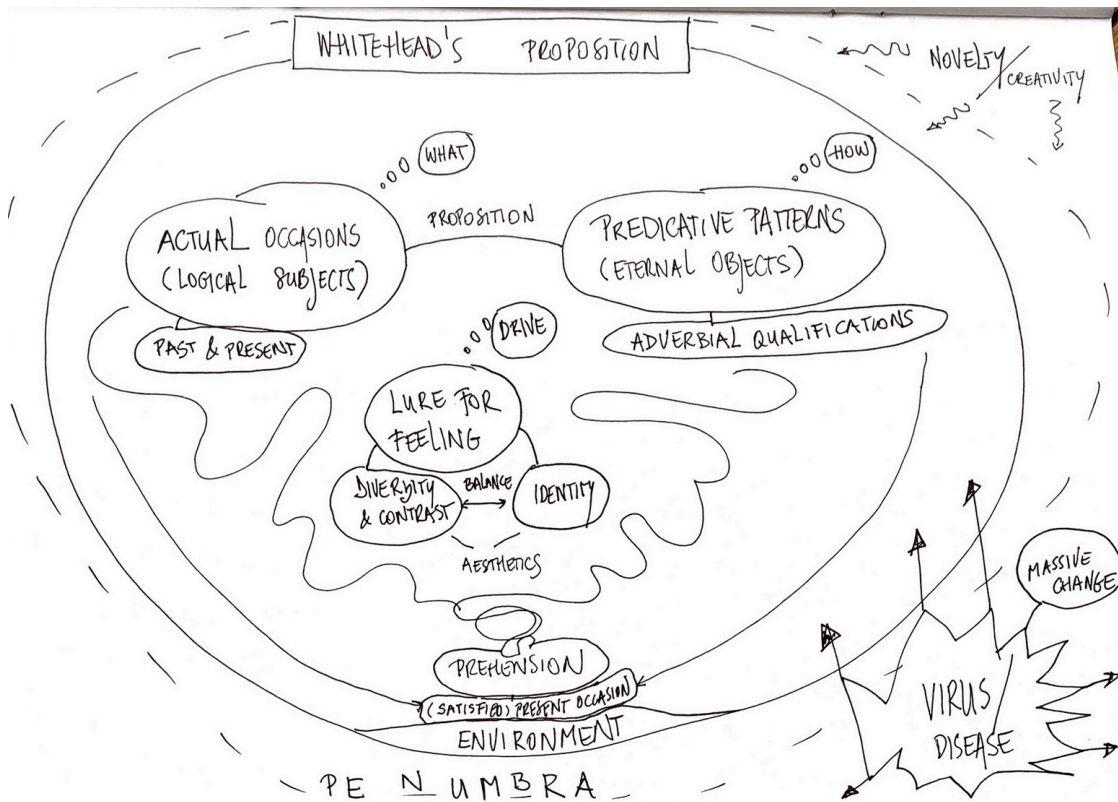 WHITEHEAD'S PROPOSITION
NOVELTY/
CREATIVITY
WHAT
HOW
ACTUAL OCCASIONS
(LOGICAL SUBJECTS)
PROPOSITION
PREDICATIVE PATTERNS
(ETERNAL OBJECTS)
PAST & PRESENT
ADVERBIAL QUALIFICATIONS
DRIVE
LURE FOR
FEELING
DIVERSITY
& CONTRAST
BALANCE
IDENTITY
AESTHETICS
MASSIVE
CHANGE
PREHENSION
(SATISFIED) PRESENT OCCASION
ENVIRONMENT
VIRUS
DISEASE
PENUMBRA